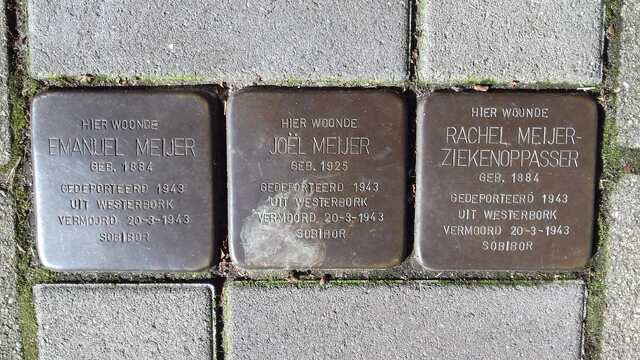 HIER WOONDE
EMANUEL MEIJER
GEB. 1884
GEDEPORTEERD 1943
UIT WESTERBORK
VERMOORD 20-3-1943
SOBIBOR
HIER WOONDE
JOËL MEIJER
GEB. 1925
GEDEPORTEERD 1943
UIT WESTERBORK
VERMOORD 20-3-1943
SOBIBOR
HIER WOONDE
RACHEL MEIJER-
ZIEKENOPPASSER
GEB. 1884
GEDEPORTEERD 1943
UIT WESTERBORK
VERMOORD 20-3-1943
SOBIBOR